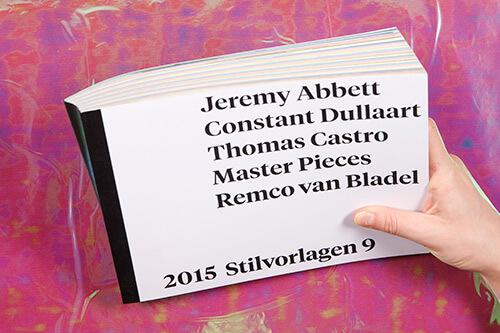 Jeremy Abbett
Constant Dullaart
Thomas Castro
Master Pieces
Remco van Bladel
2015 Stilvorlagen 9